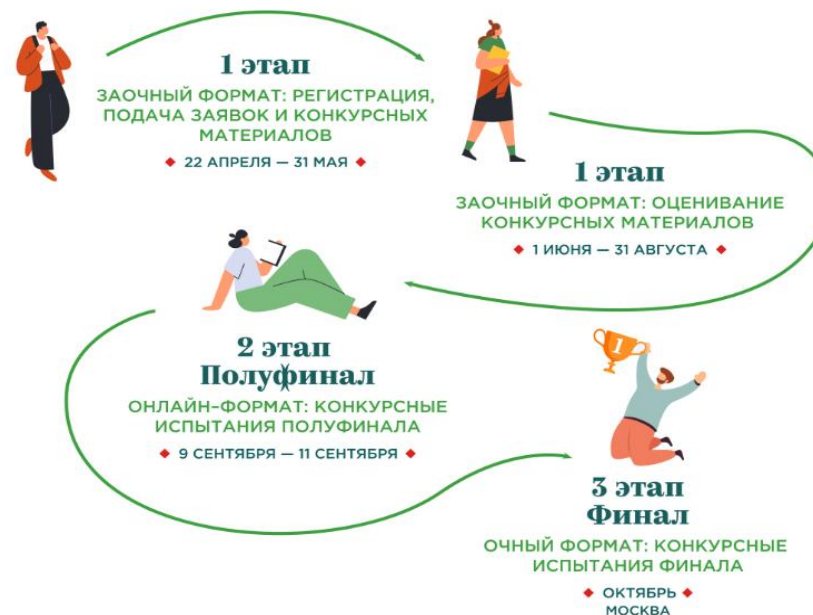 1 этап
ЗАОЧНЫЙ ФОРМАТ: РЕГИСТРАЦИЯ,
ПОДАЧА ЗАЯВОК И КОНКУРСНЫХ
МАТЕРИАЛОВ
◆ 22 АПРЕЛЯ — 31 МАЯ ◆
1 этап
ЗАОЧНЫЙ ФОРМАТ: ОЦЕНИВАНИЕ
КОНКУРСНЫХ МАТЕРИАЛОВ
◆ 1 ИЮНЯ — 31 АВГУСТА ◆
2 этап
Полуфинал
ОНЛАЙН–ФОРМАТ: КОНКУРСНЫЕ
ИСПЫТАНИЯ ПОЛУФИНАЛА
◆ 9 СЕНТЯБРЯ — 11 СЕНТЯБРЯ ◆
1
3 этап
Финал
ОЧНЫЙ ФОРМАТ: КОНКУРСНЫЕ
ИСПЫТАНИЯ ФИНАЛА
◆ ОКТЯБРЬ ◆
МОСКВА